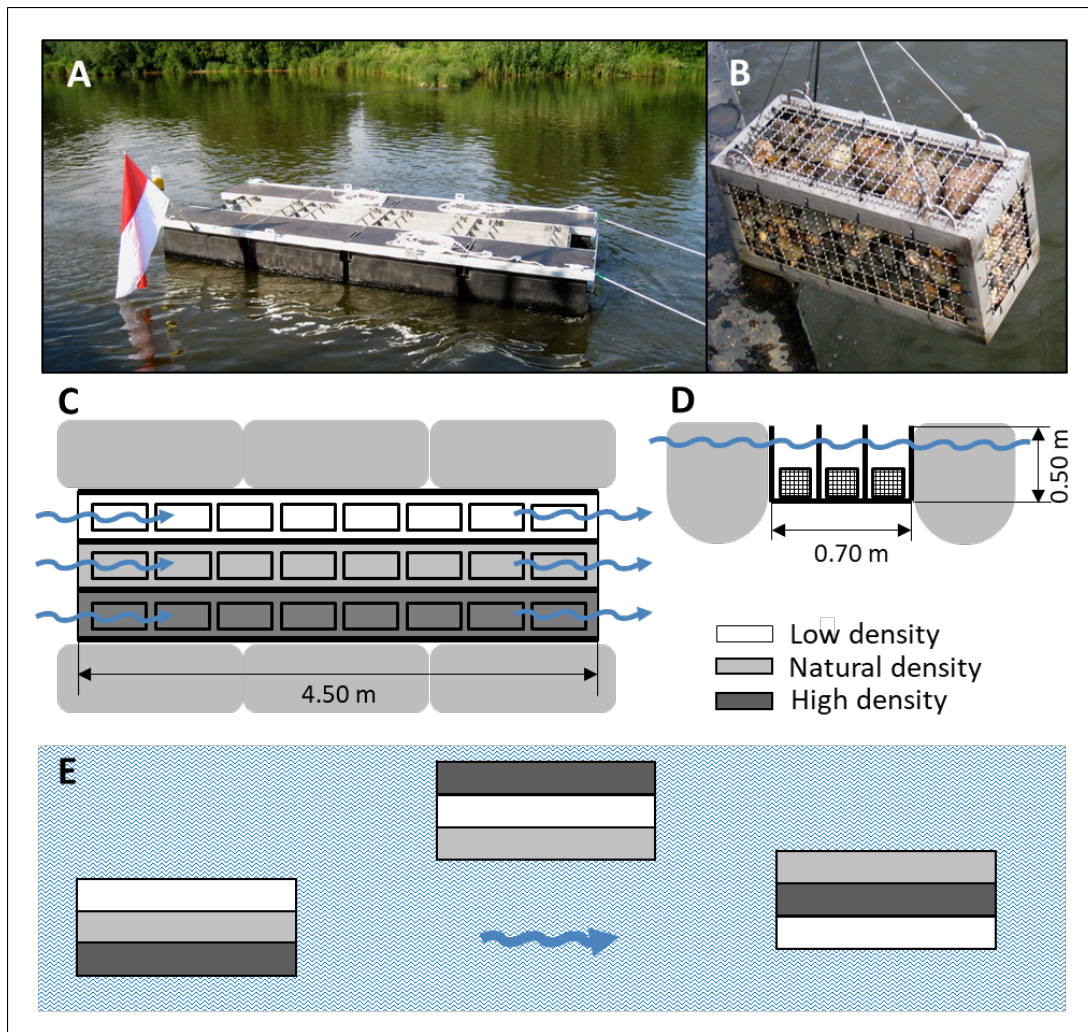 A
B
C
D
0.50 m
0.70 m
4.50 m
Low density
Natural density
High density
E